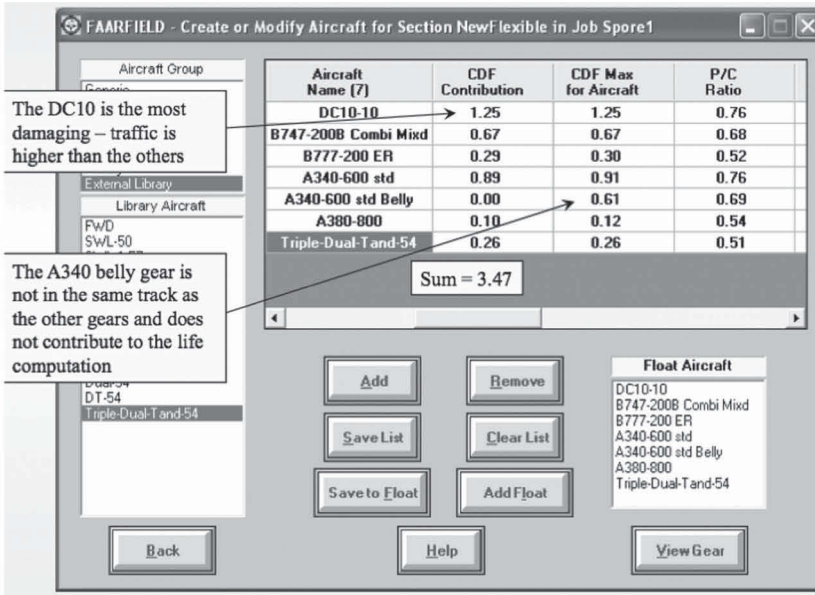 FAARFIELD - Create or Modify Aircraft for Section NewFlexible in Job Spore1
Aircraft Group
The DC10 is the most
damaging – traffic is
higher than the others
External Library
Library Aircraft
FWD
SWL-50
The A340 belly gear is
not in the same track as
the other gears and does
not contribute to the life
computation
DT-54
Triple-Dual-Tand-54
Aircraft CDF CDF Max P/C
Name (7) Contribution for Aircraft Ratio
DC10-10 1.25 1.25 0.76
B747-200B Combi Mixd 0.67 0.67 0.68
B777-200 ER 0.29 0.30 0.52
A340-600 std 0.89 0.91 0.76
A340-600 std Belly 0.00 0.61 0.69
A380-800 0.10 0.12 0.54
Triple-Dual-Tand-54 0.26 0.26 0.51
Sum = 3.47
Add
Remove
Save List
Clear List
Save to Float
Add Float
Float Aircraft
DC10-10
B747-200B Combi Mixd
B777-200 ER
A340-600 std
A340-600 std Belly
A380-800
Triple-Dual-Tand-54
Back
Help
View Gear